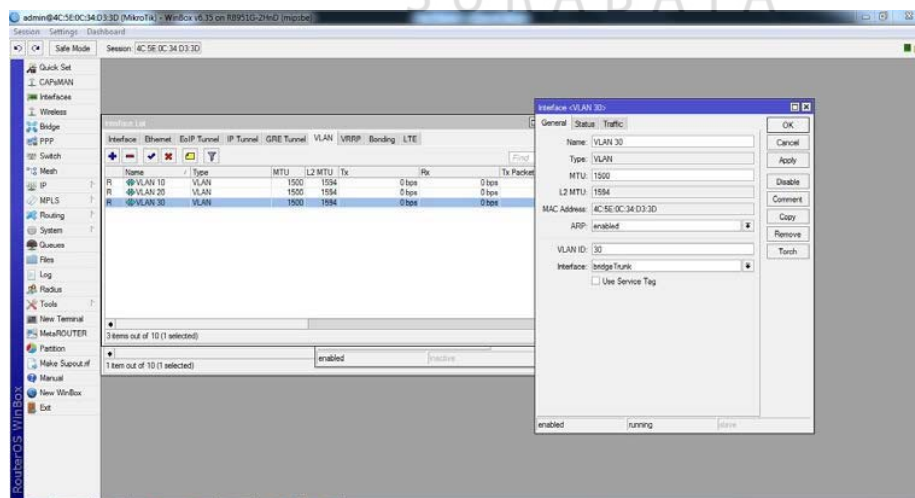 SURABAYA
admin@4C:5E:0C:34:D3:3D (MikroTik) - WinBox v6.35 on RB951G-2HnD (mipsbe)
Session Settings Dashboard
Safe Mode Session: 4C:5E:0C:34:D3:3D
Quick Set
CAPsMAN
Interfaces
Wireless
Bridge
PPP
Switch
Mesh
IP
MPLS
Routing
System
Queues
Files
Log
Radius
Tools
New Terminal
MetaROUTER
Partition
Make Supout.rif
Manual
New WinBox
Exit
RouterOS WinBox
Interface List
Interface Ethernet EoIP Tunnel IP Tunnel GRE Tunnel VLAN VRRP Bonding LTE
Find
Name / Type MTU L2 MTU Tx Rx Tx Packet
R VLAN 10 VLAN 1500 1594 0 bps 0 bps
R VLAN 20 VLAN 1500 1594 0 bps 0 bps
R VLAN 30 VLAN 1500 1594 0 bps 0 bps
3 items out of 10 (1 selected)
1 item out of 10 (1 selected)
enabled inactive
Interface <VLAN 30>
General Status Traffic
Name: VLAN 30
Type: VLAN
MTU: 1500
L2 MTU: 1594
MAC Address: 4C:5E:0C:34:D3:3D
ARP: enabled
VLAN ID: 30
Interface: bridgeTrunk
Use Service Tag
OK
Cancel
Apply
Disable
Comment
Copy
Remove
Torch
enabled running slave